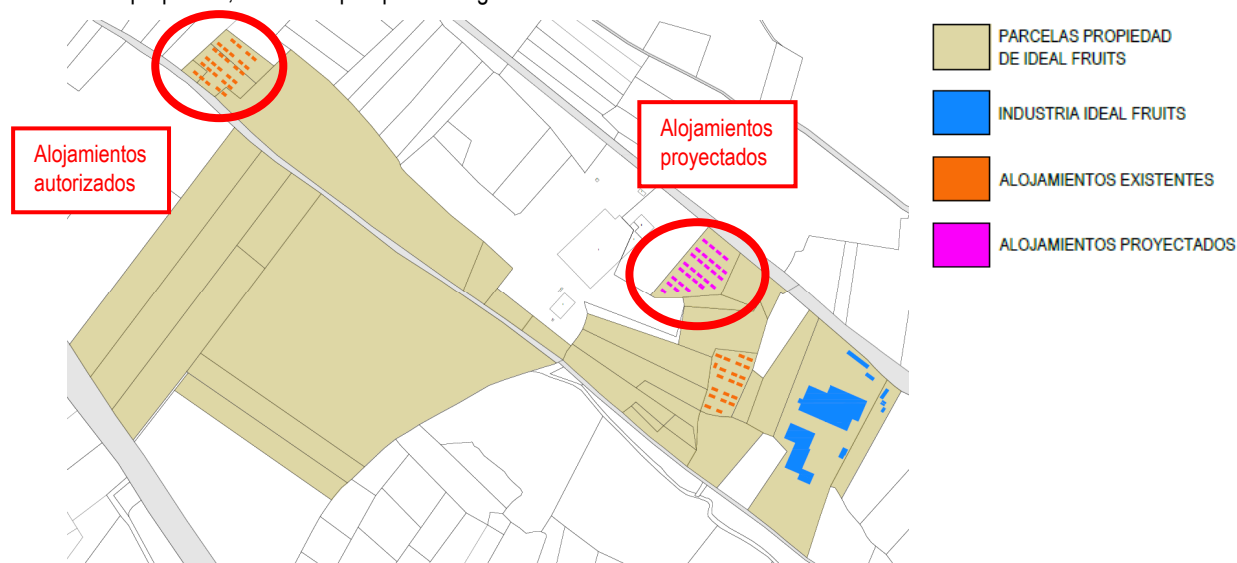 Alojamientos
autorizados
Alojamientos
proyectados
PARCELAS PROPIEDAD
DE IDEAL FRUITS
INDUSTRIA IDEAL FRUITS
ALOJAMIENTOS EXISTENTES
ALOJAMIENTOS PROYECTADOS